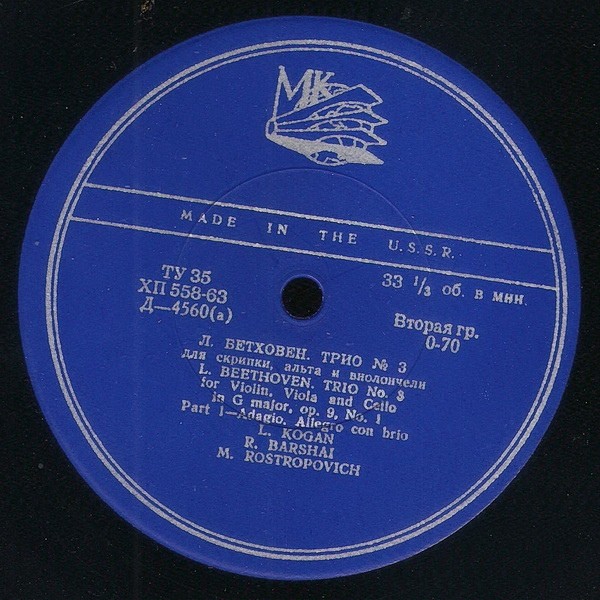 МК
MADE IN THE U.S.S.R.
ТУ 35
ХП 558-63
Д—4560(а)
33 1/3 об. в мин.
Вторая гр.
0-70
Л. БЕТХОВЕН. ТРИО № 3
для скрипки, альта и виолончели
L. BEETHOVEN. TRIO No. 3
for Violin, Viola and Cello
in G major, op. 9, No. 1
Part I—Adagio. Allegro con brio
L. KOGAN
R. BARSHAI
M. ROSTROPOVICH